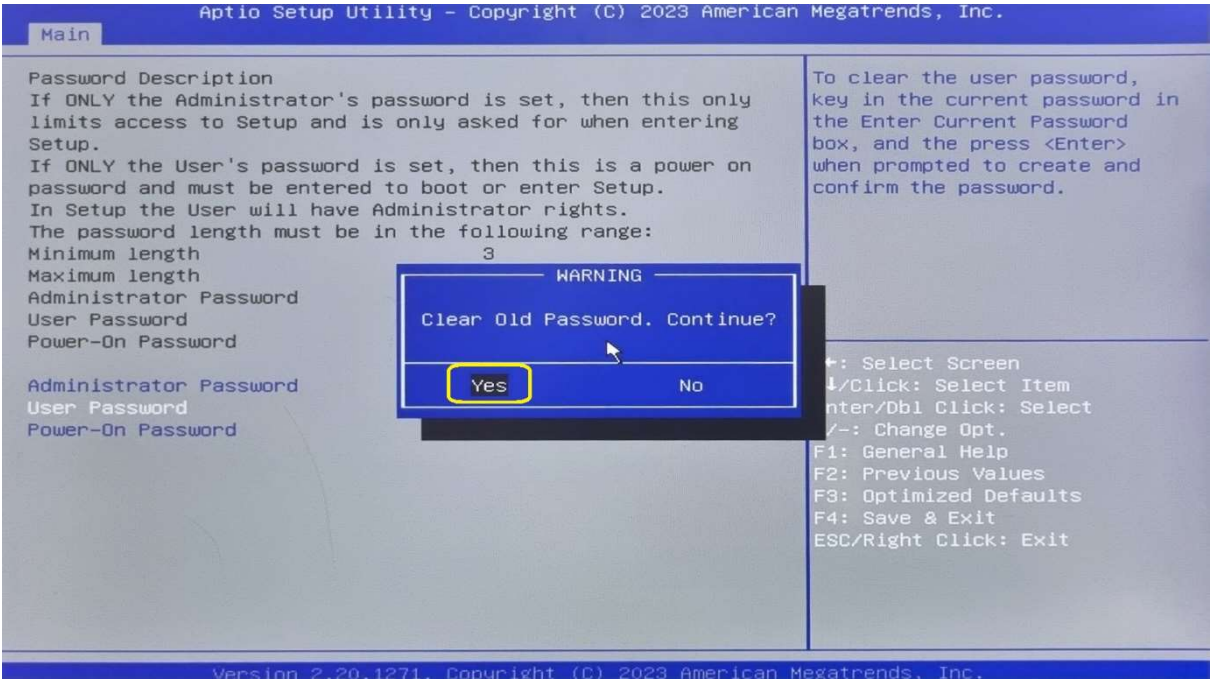 Aptio Setup Utility – Copyright (C) 2023 American Megatrends, Inc.
Main
Password Description
If ONLY the Administrator's password is set, then this only
limits access to Setup and is only asked for when entering
Setup.
If ONLY the User's password is set, then this is a power on
password and must be entered to boot or enter Setup.
In Setup the User will have Administrator rights.
The password length must be in the following range:
Minimum length 3
Maximum length
Administrator Password
User Password
Power-On Password
Administrator Password
User Password
Power-On Password
WARNING
Clear Old Password. Continue?
Yes No
To clear the user password,
key in the current password in
the Enter Current Password
box, and the press <Enter>
when prompted to create and
confirm the password.
: Select Screen
/Click: Select Item
nter/Dbl Click: Select
/-: Change Opt.
F1: General Help
F2: Previous Values
F3: Optimized Defaults
F4: Save & Exit
ESC/Right Click: Exit
Version 2.20.1271. Copyright (C) 2023 American Megatrends, Inc.